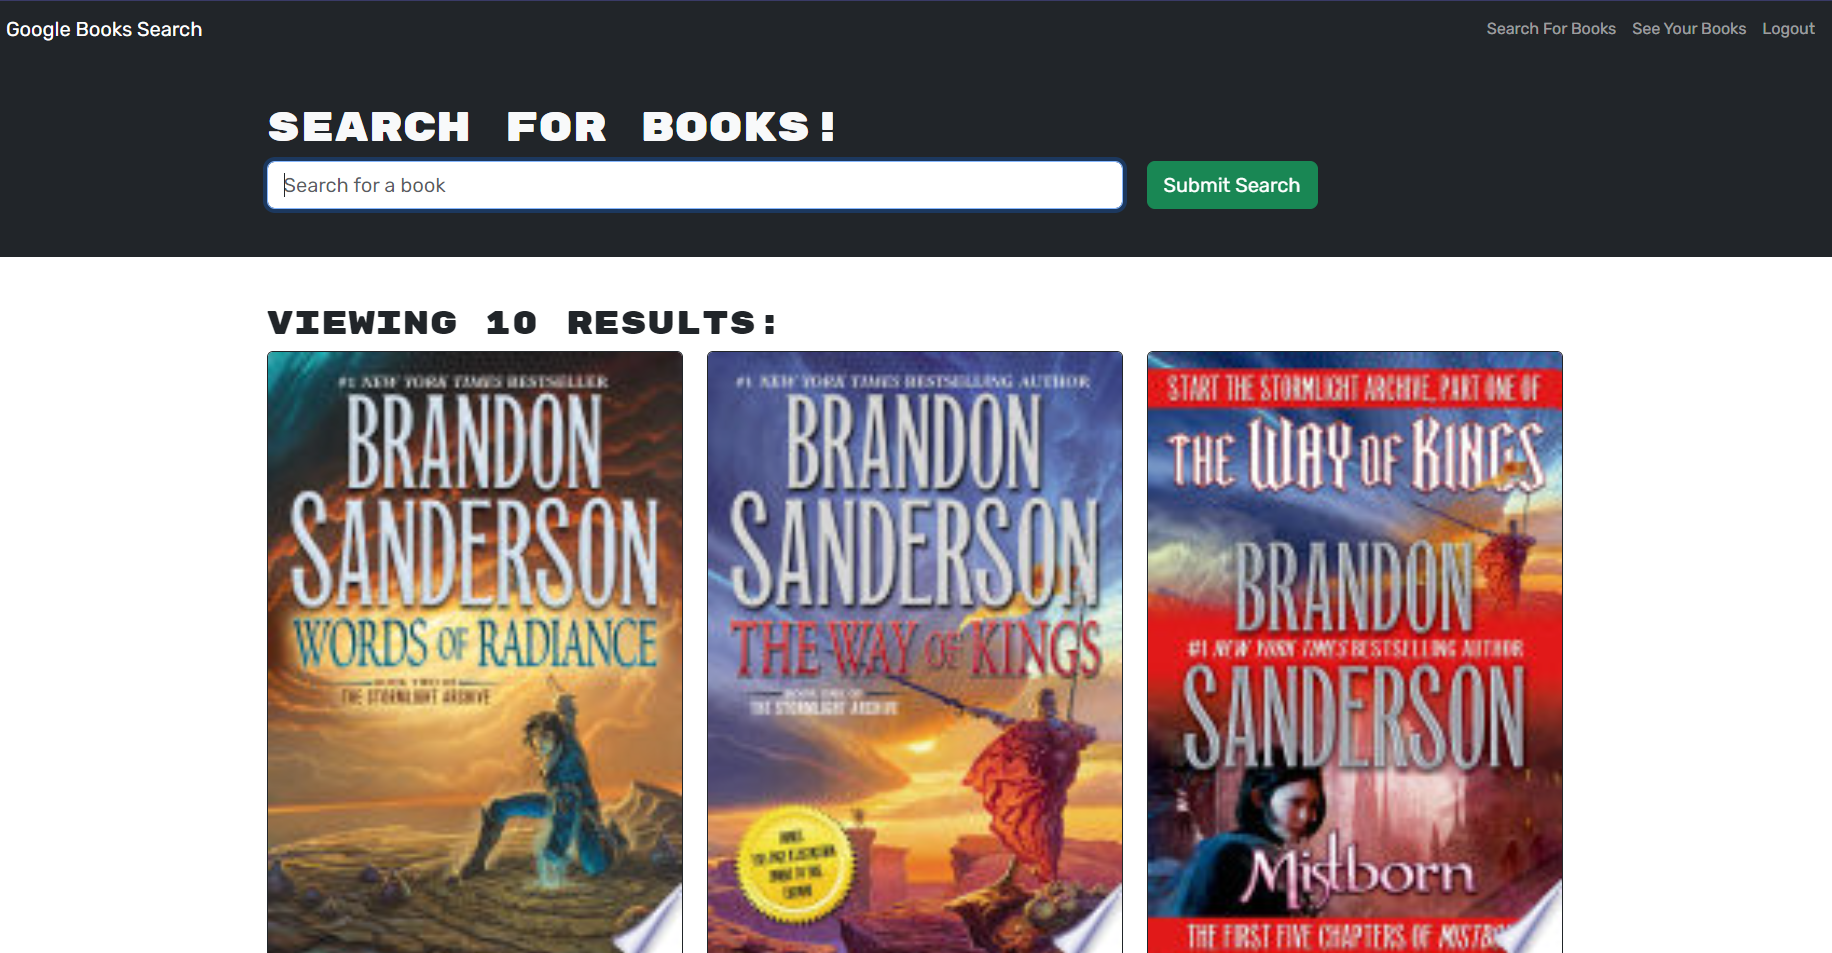 Google Books Search
Search For Books
See Your Books
Logout
SEARCH FOR BOOKS!
Search for a book
Submit Search
VIEWING 10 RESULTS:
#1 NEW YORK TIMES BESTSELLER
BRANDON
SANDERSON
WORDS OF RADIANCE
BOOK TWO OF
THE STORMLIGHT ARCHIVE
#1 NEW YORK TIMES BESTSELLING AUTHOR
BRANDON
SANDERSON
THE WAY OF KINGS
BOOK ONE OF
THE STORMLIGHT ARCHIVE
START THE STORMLIGHT ARCHIVE, PART ONE OF
THE WAY OF KINGS
BRANDON
#1 NEW YORK TIMES BESTSELLING AUTHOR
SANDERSON
Mistborn
THE FIRST FIVE CHAPTERS OF